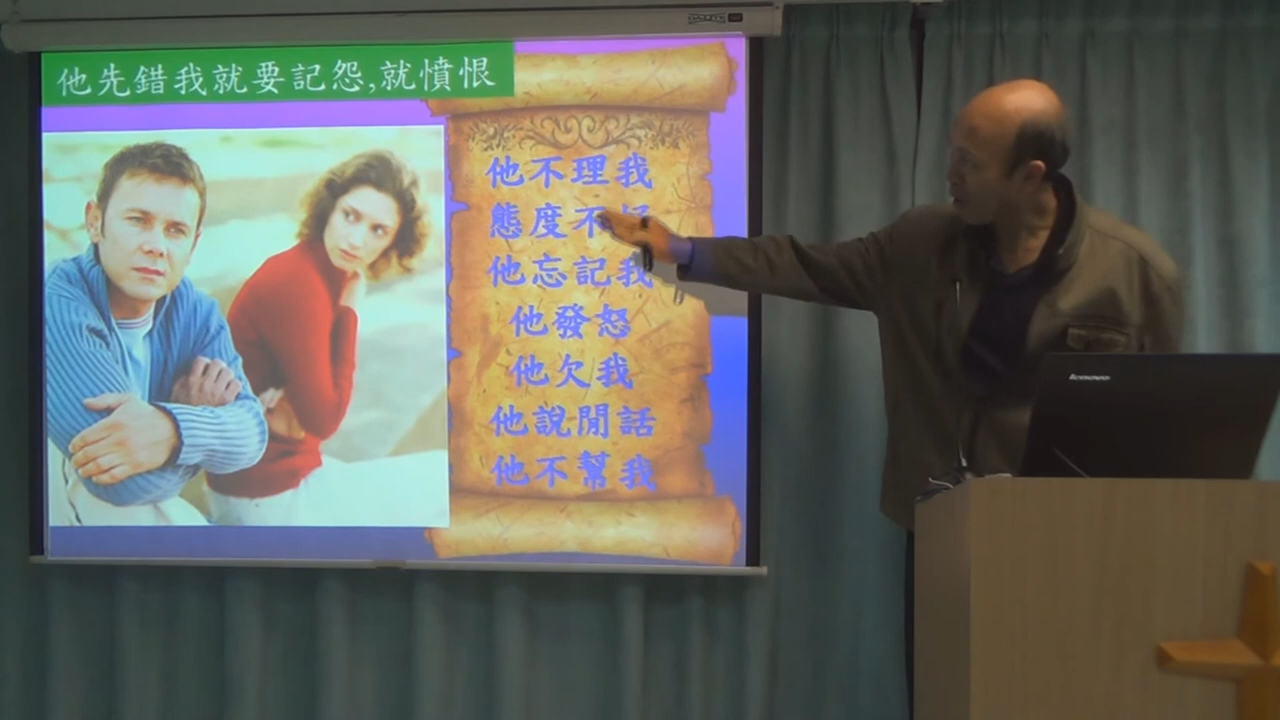 他先錯我就要記怨,就憤恨
他不理我
態度不好
他忘記我
他發怒
他欠我
他說閒話
他不幫我
lenovo